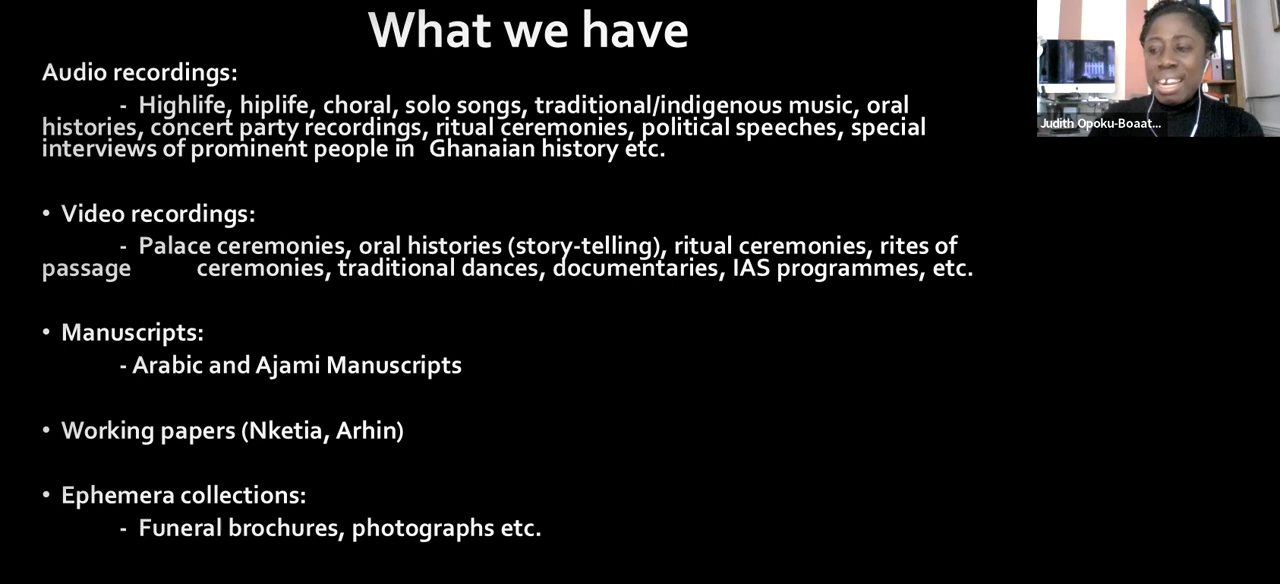 What we have
Audio recordings:
- Highlife, hiplife, choral, solo songs, traditional/indigenous music, oral
histories, concert party recordings, ritual ceremonies, political speeches, special
interviews of prominent people in Ghanaian history etc.
• Video recordings:
- Palace ceremonies, oral histories (story-telling), ritual ceremonies, rites of
passage ceremonies, traditional dances, documentaries, IAS programmes, etc.
• Manuscripts:
- Arabic and Ajami Manuscripts
• Working papers (Nketia, Arhin)
• Ephemera collections:
- Funeral brochures, photographs etc.
Judith Opoku-Boaat...